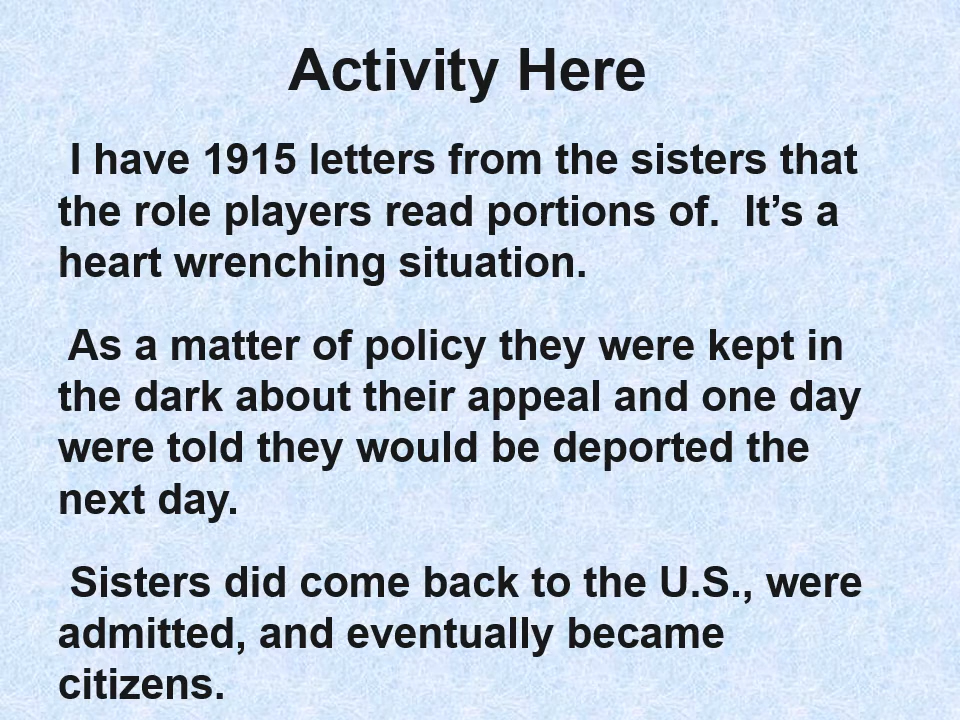 Activity Here
I have 1915 letters from the sisters that
the role players read portions of.  It’s a
heart wrenching situation.
As a matter of policy they were kept in
the dark about their appeal and one day
were told they would be deported the
next day.
Sisters did come back to the U.S., were
admitted, and eventually became
citizens.